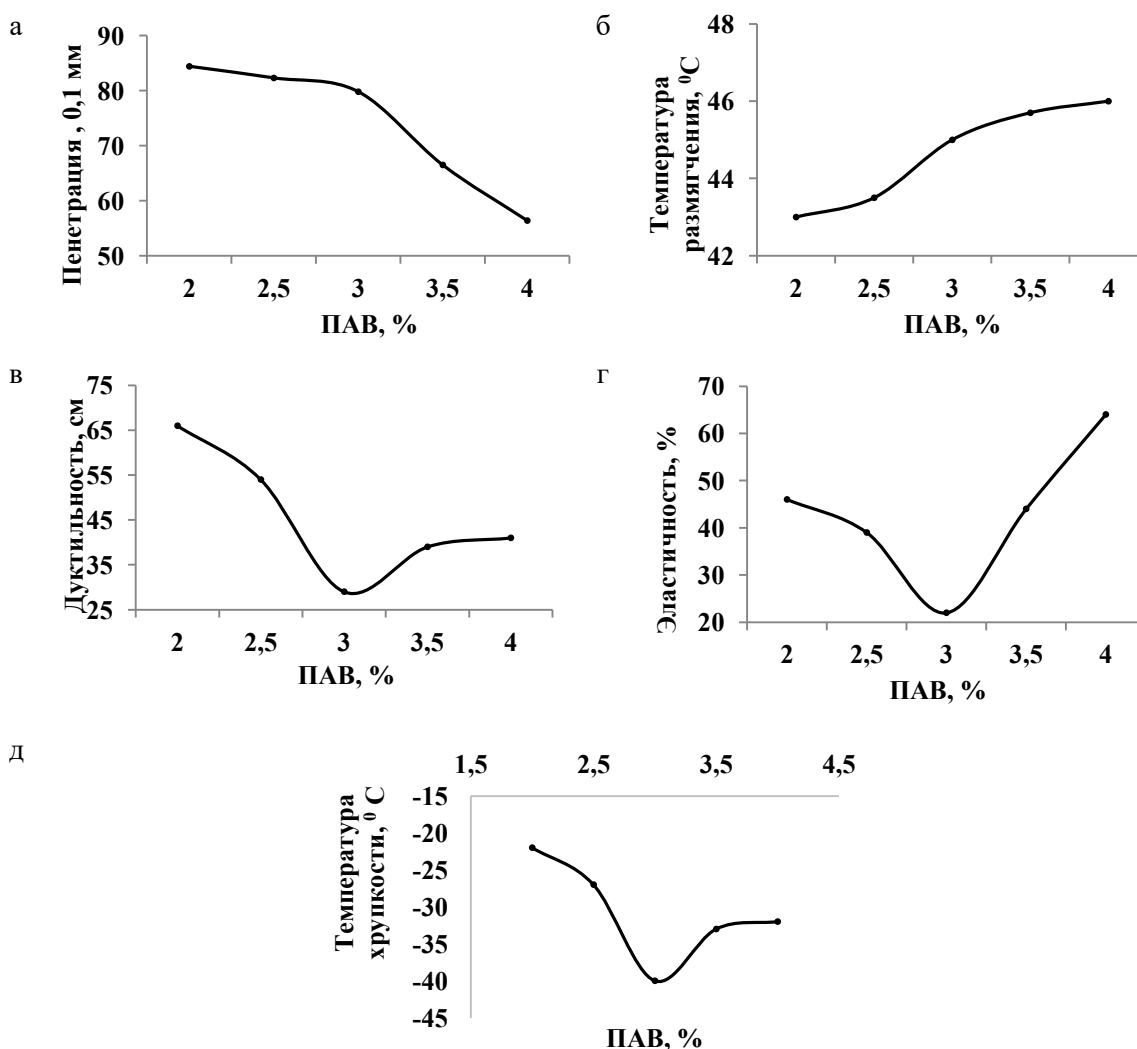 а
Пенетрация , 0,1 мм
90
80
70
60
50
2 2,5 3 3,5 4
ПАВ, %
б
Температура
размягчения, ⁰С
48
46
44
42
2 2,5 3 3,5 4
ПАВ, %
в
Дуктильность, см
75
65
55
45
35
25
2 2,5 3 3,5 4
ПАВ, %
г
Эластичность, %
70
60
50
40
30
20
2 2,5 3 3,5 4
ПАВ, %
д
1,5 2,5 3,5 4,5
Температура
хрупкости, ⁰ С
-15
-20
-25
-30
-35
-40
-45
ПАВ, %